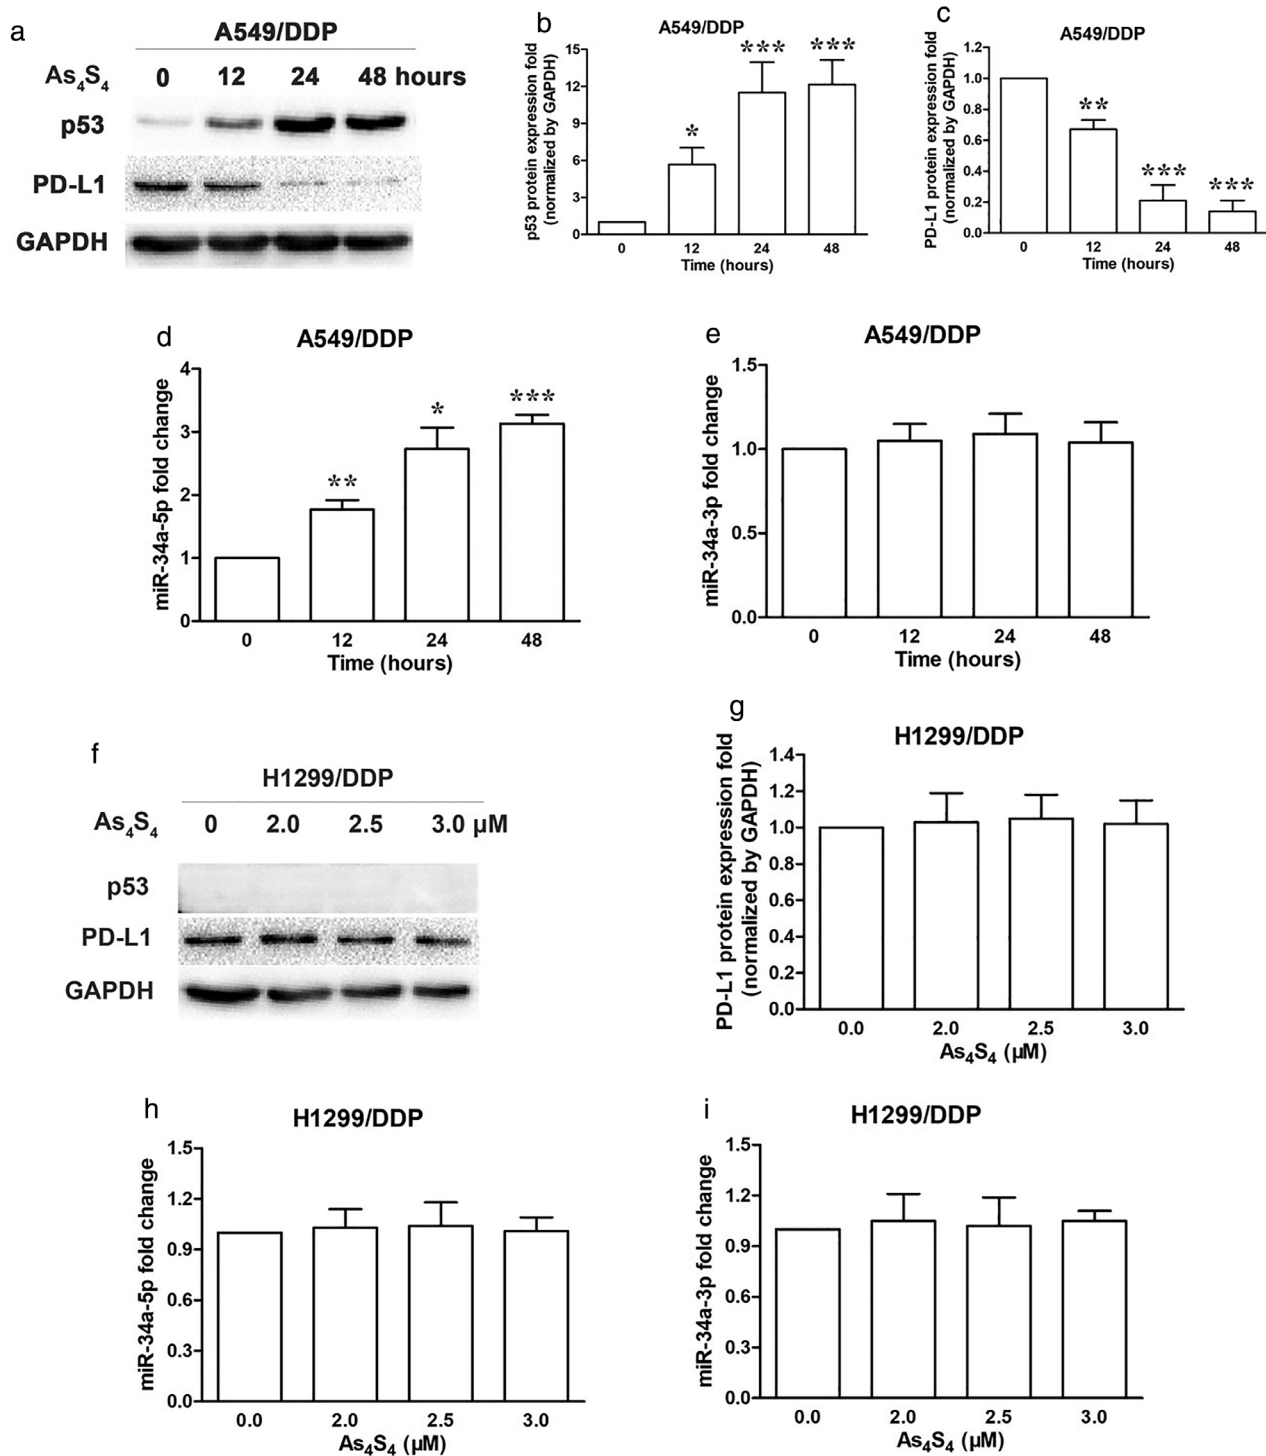 a
A549/DDP
As4S4 0 12 24 48 hours
p53
PD-L1
GAPDH
b
A549/DDP
p53 protein expression fold
(normalized by GAPDH)
15
12
9
6
3
0
* *** ***
0 12 24 48
Time (hours)
c
A549/DDP
PD-L1 protein expression fold
(normalized by GAPDH)
1.2
1.0
0.8
0.6
0.4
0.2
0.0
** *** ***
0 12 24 48
Time (hours)
d
A549/DDP
miR-34a-5p fold change
4
3
2
1
0
** * ***
0 12 24 48
Time (hours)
e
A549/DDP
miR-34a-3p fold change
1.5
1.0
0.5
0.0
0 12 24 48
Time (hours)
f
H1299/DDP
As4S4 0 2.0 2.5 3.0 µM
p53
PD-L1
GAPDH
g
H1299/DDP
PD-L1 protein expression fold
(normalized by GAPDH)
1.4
1.2
1.0
0.8
0.6
0.4
0.2
0.0
0.0 2.0 2.5 3.0
As4S4 (µM)
h
H1299/DDP
miR-34a-5p fold change
1.5
1.2
0.9
0.6
0.3
0.0
0.0 2.0 2.5 3.0
As4S4 (µM)
i
H1299/DDP
miR-34a-3p fold change
1.5
1.2
0.9
0.6
0.3
0.0
0.0 2.0 2.5 3.0
As4S4 (µM)